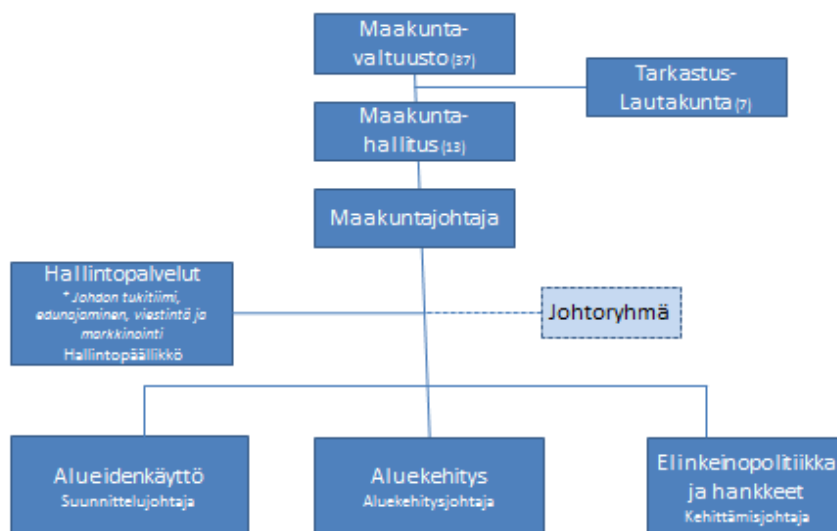 Maakunta-
valtuusto (37)
Tarkastus-
Lautakunta (7)
Maakunta-
hallitus (13)
Maakuntajohtaja
Hallintopalvelut
* Johdon tukitiimi,
edunajaminen, viestintä ja
markkinointi
Hallintopäällikkö
Johtoryhmä
Alueidenkäyttö
Suunnittelujohtaja
Aluekehitys
Aluekehitysjohtaja
Elinkeinopolitiikka
ja hankkeet
Kehittämisjohtaja